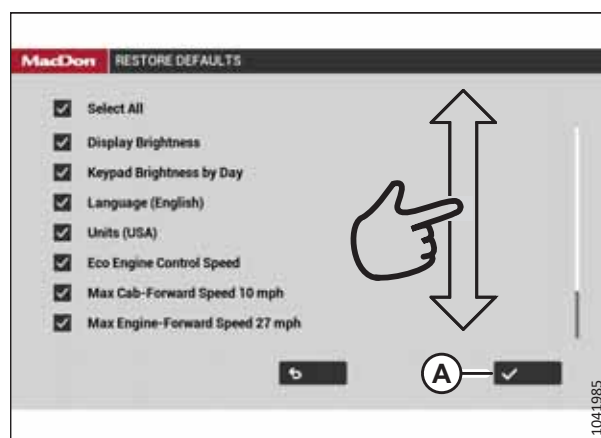 MacDon RESTORE DEFAULTS
Select All
Display Brightness
Keypad Brightness by Day
Language (English)
Units (USA)
Eco Engine Control Speed
Max Cab-Forward Speed 10 mph
Max Engine-Forward Speed 27 mph
A
1041985